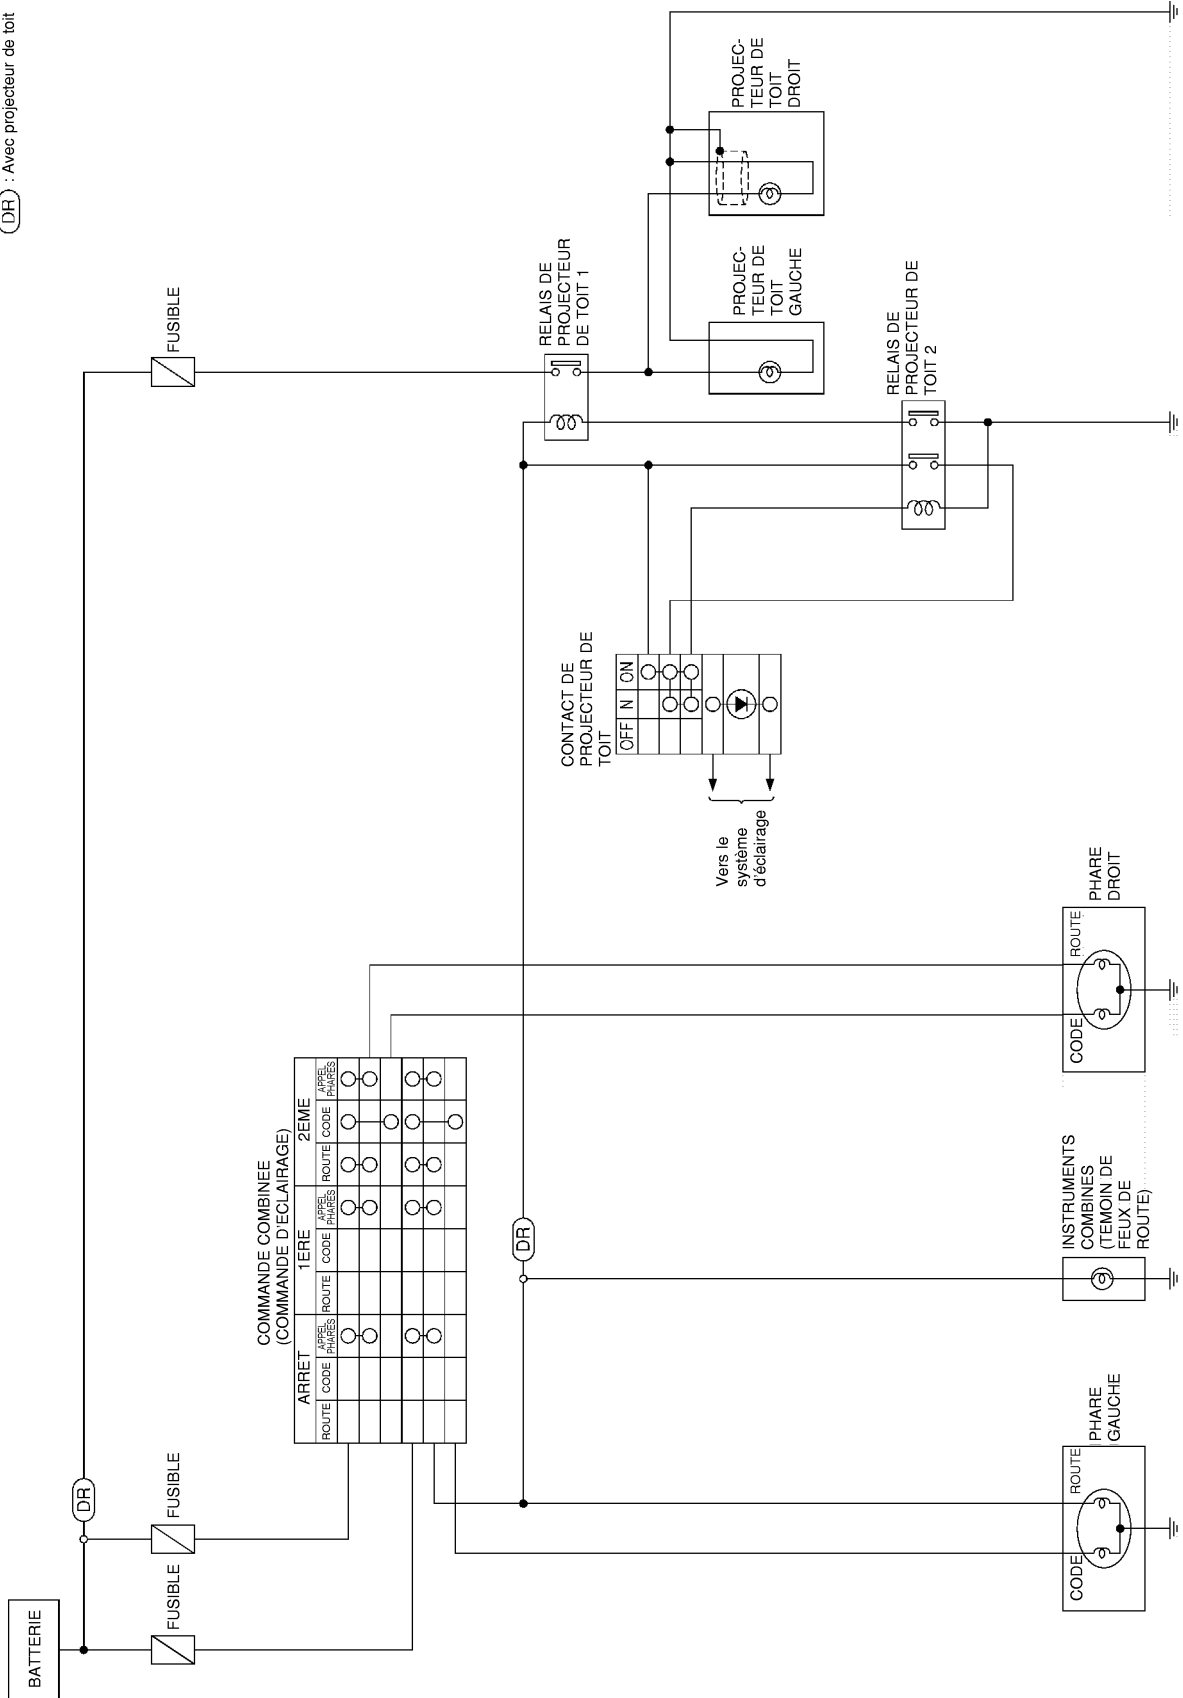 BATTERIE
DR
FUSIBLE
FUSIBLE
FUSIBLE
DR : Avec projecteur de toit
COMMANDE COMBINEE
(COMMANDE D'ECLAIRAGE)
ARRET
1ERE
2EME
ROUTE
CODE
APPEL
PHARES
ROUTE
CODE
APPEL
PHARES
ROUTE
CODE
APPEL
PHARES
DR
RELAIS DE
PROJECTEUR
DE TOIT 1
CONTACT DE
PROJECTEUR DE
TOIT
OFF
N
ON
Vers le
système
d'éclairage
PROJEC-
TEUR DE
TOIT
GAUCHE
PROJEC-
TEUR DE
TOIT
DROIT
RELAIS DE
PROJECTEUR DE
TOIT 2
PHARE
GAUCHE
CODE
ROUTE
INSTRUMENTS
COMBINES
(TEMOIN DE
FEUX DE
ROUTE)
PHARE
DROIT
CODE
ROUTE